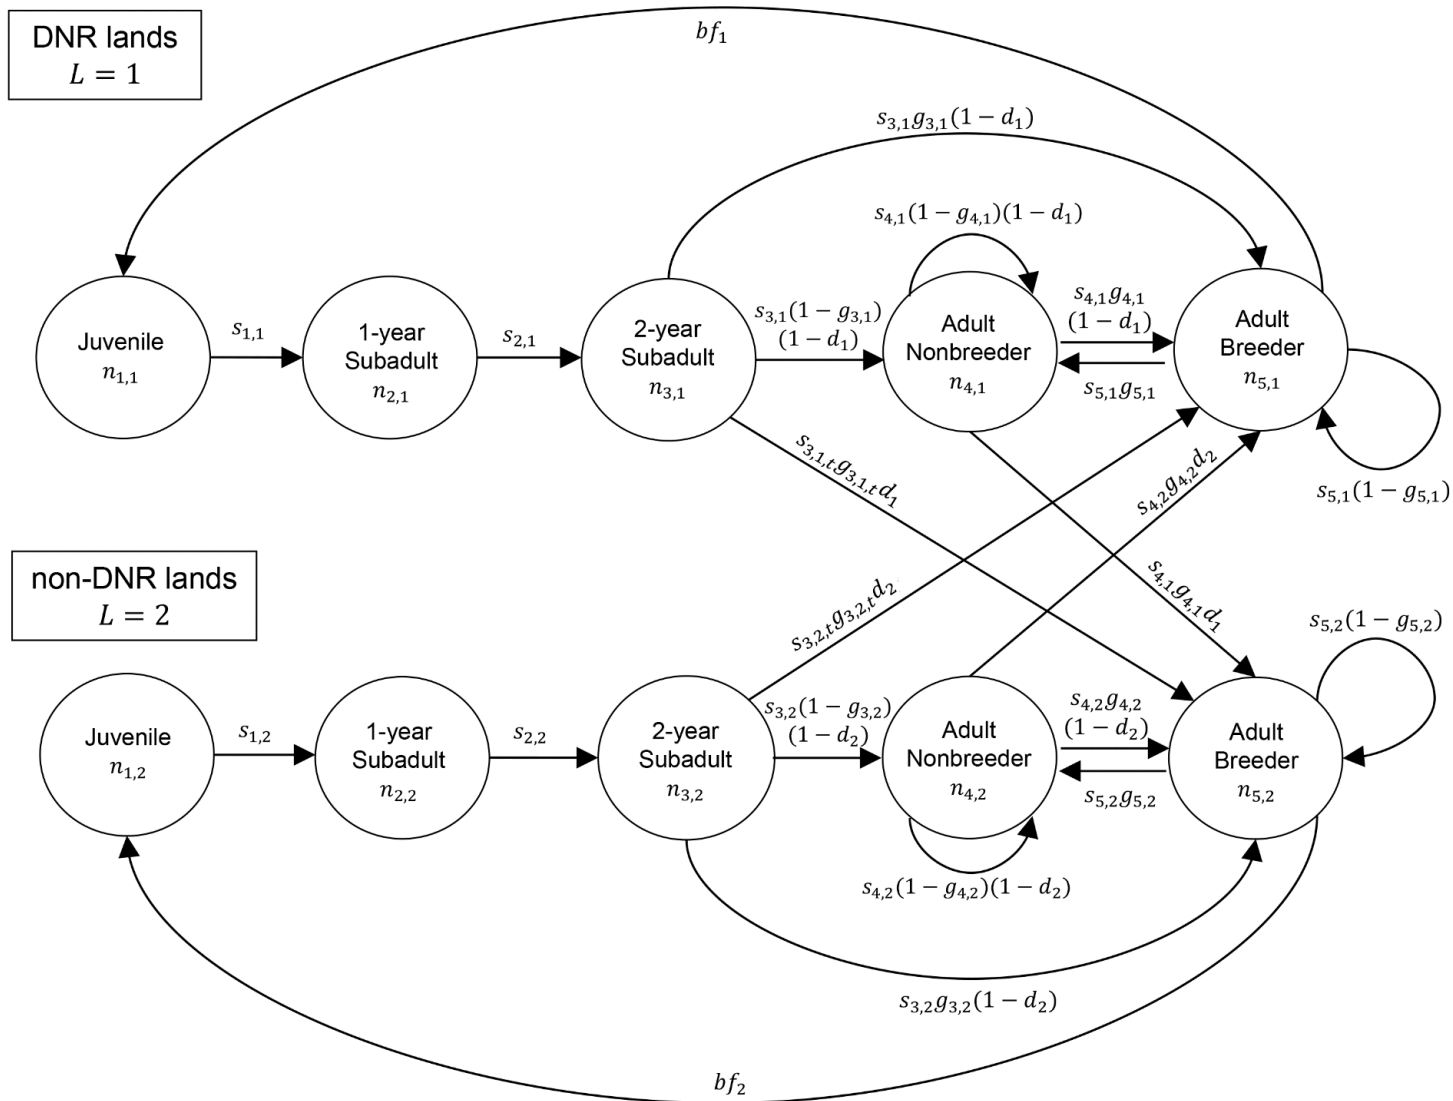 DNR lands
L = 1
bf₁
s₃,₁g₃,₁(1 − d₁)
s₄,₁(1 − g₄,₁)(1 − d₁)
Juvenile
n₁,₁
s₁,₁
1-year
Subadult
n₂,₁
s₂,₁
2-year
Subadult
n₃,₁
s₃,₁(1 − g₃,₁)
(1 − d₁)
Adult
Nonbreeder
n₄,₁
s₄,₁g₄,₁
(1 − d₁)
s₅,₁g₅,₁
Adult
Breeder
n₅,₁
s₅,₁(1 − g₅,₁)
s₃,₁,ₜg₃,₁,ₜd₁
s₄,₂g₄,₂d₂
s₃,₂,ₜg₃,₂,ₜd₂
s₄,₁g₄,₁d₁
non-DNR lands
L = 2
s₅,₂(1 − g₅,₂)
Juvenile
n₁,₂
s₁,₂
1-year
Subadult
n₂,₂
s₂,₂
2-year
Subadult
n₃,₂
s₃,₂(1 − g₃,₂)
(1 − d₂)
Adult
Nonbreeder
n₄,₂
s₄,₂g₄,₂
(1 − d₂)
s₅,₂g₅,₂
Adult
Breeder
n₅,₂
s₄,₂(1 − g₄,₂)(1 − d₂)
s₃,₂g₃,₂(1 − d₂)
bf₂